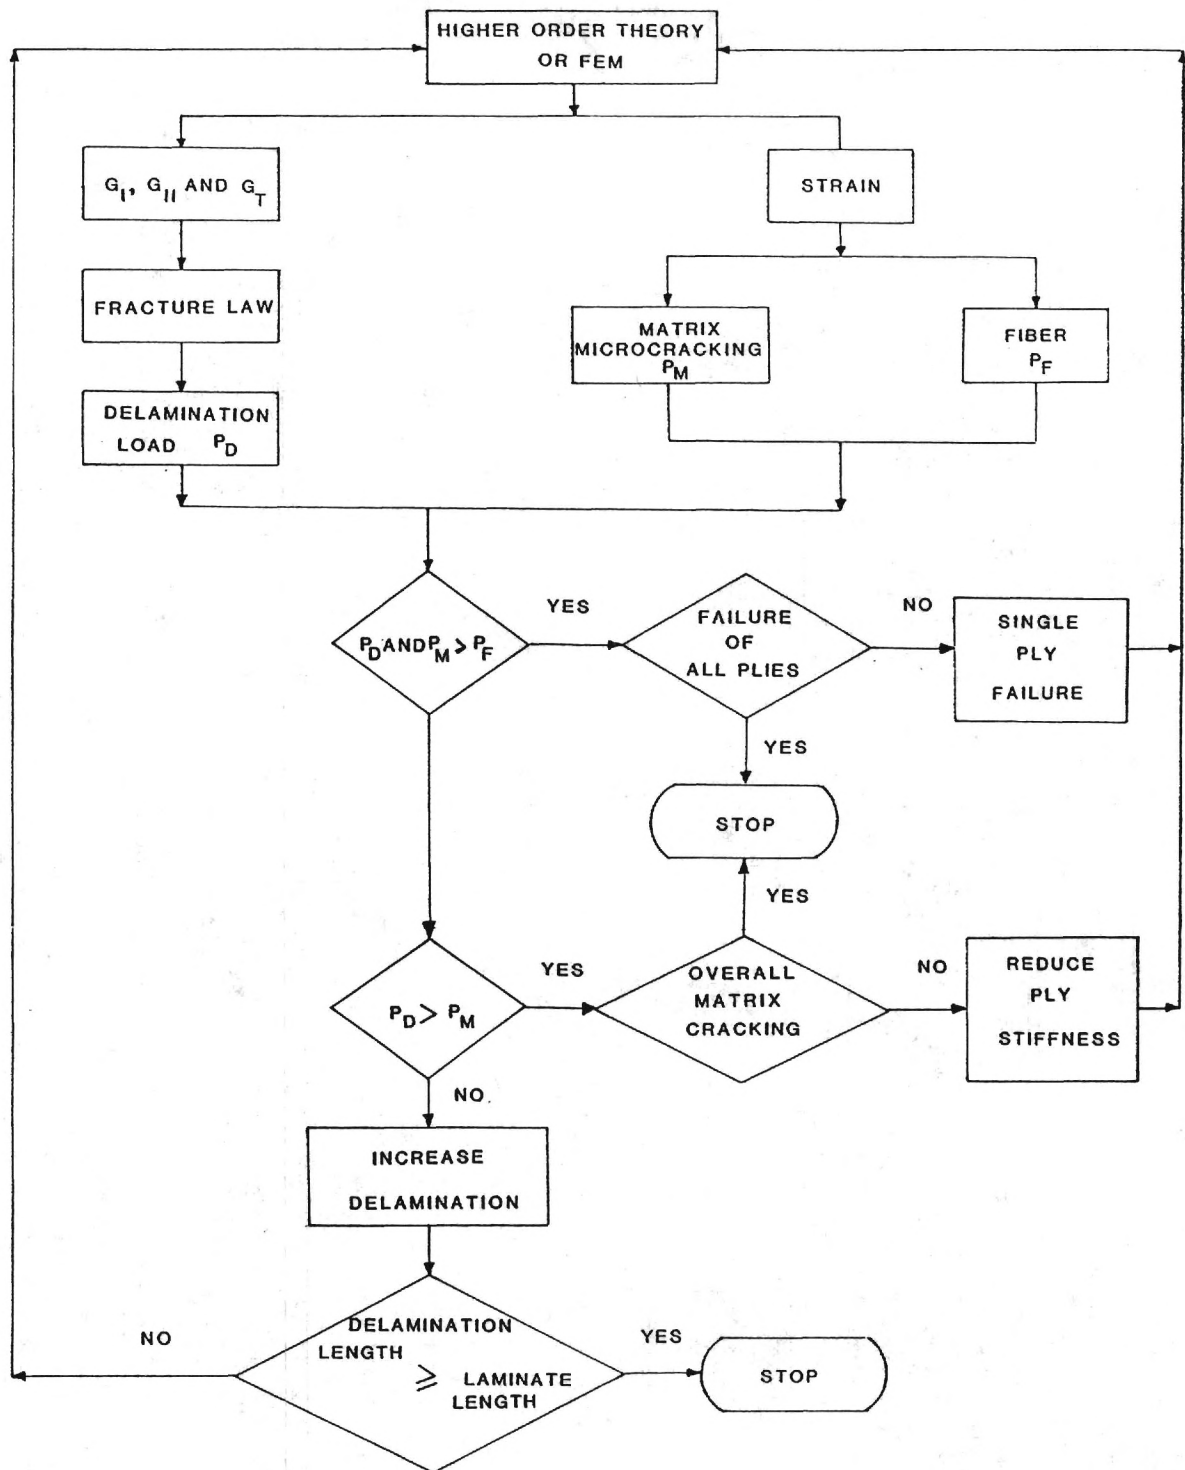 HIGHER ORDER THEORY
OR FEM
G_I, G_II AND G_T
STRAIN
FRACTURE LAW
MATRIX
MICROCRACKING
P_M
FIBER
P_F
DELAMINATION
LOAD P_D
P_D AND P_M > P_F
YES
FAILURE
OF
ALL PLIES
NO
SINGLE
PLY
FAILURE
YES
STOP
YES
P_D > P_M
YES
OVERALL
MATRIX
CRACKING
NO
REDUCE
PLY
STIFFNESS
NO
INCREASE
DELAMINATION
DELAMINATION
LENGTH
≥ LAMINATE
LENGTH
NO
YES
STOP